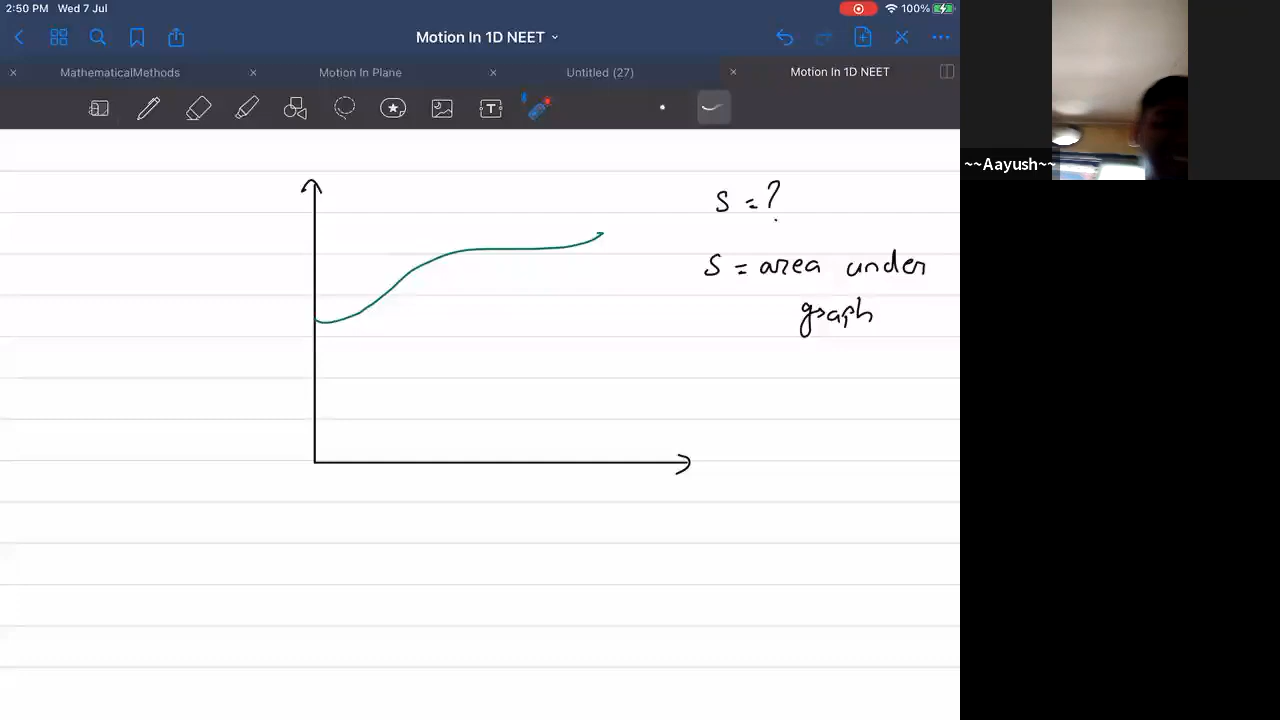 2:50 PM Wed 7 Jul
100%
Motion In 1D NEET
MathematicalMethods
Motion In Plane
Untitled (27)
Motion In 1D NEET
T
~~Aayush~~
s = ?
s = area under
graph